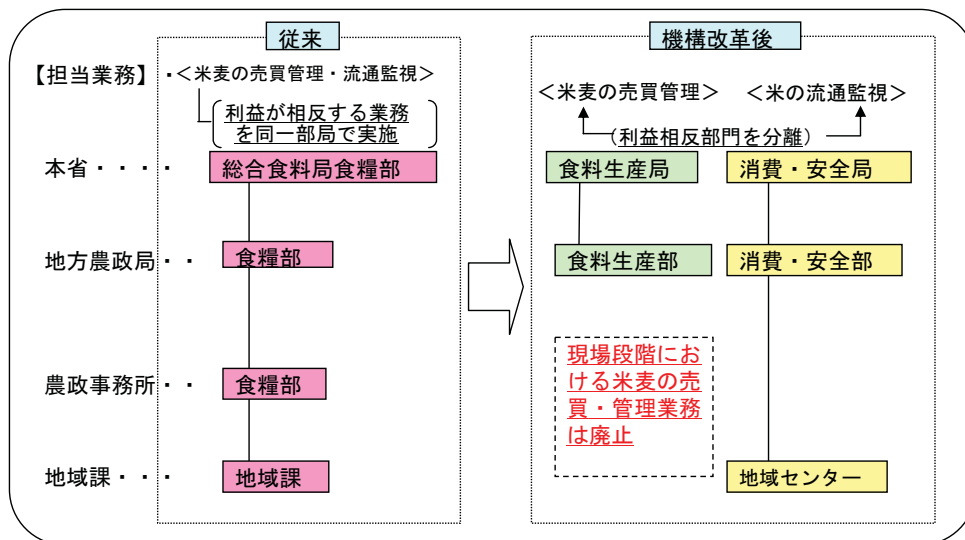 従来
機構改革後
【担当業務】・<米麦の売買管理・流通監視>
利益が相反する業務
を同一部局で実施
<米麦の売買管理>
<米の流通監視>
(利益相反部門を分離)
本省・・・・
総合食料局食糧部
食料生産局
消費・安全局
地方農政局・・
食糧部
食料生産部
消費・安全部
現場段階にお
ける米麦の売
買・管理業務
は廃止
農政事務所・・
食糧部
地域課・・・
地域課
地域センター